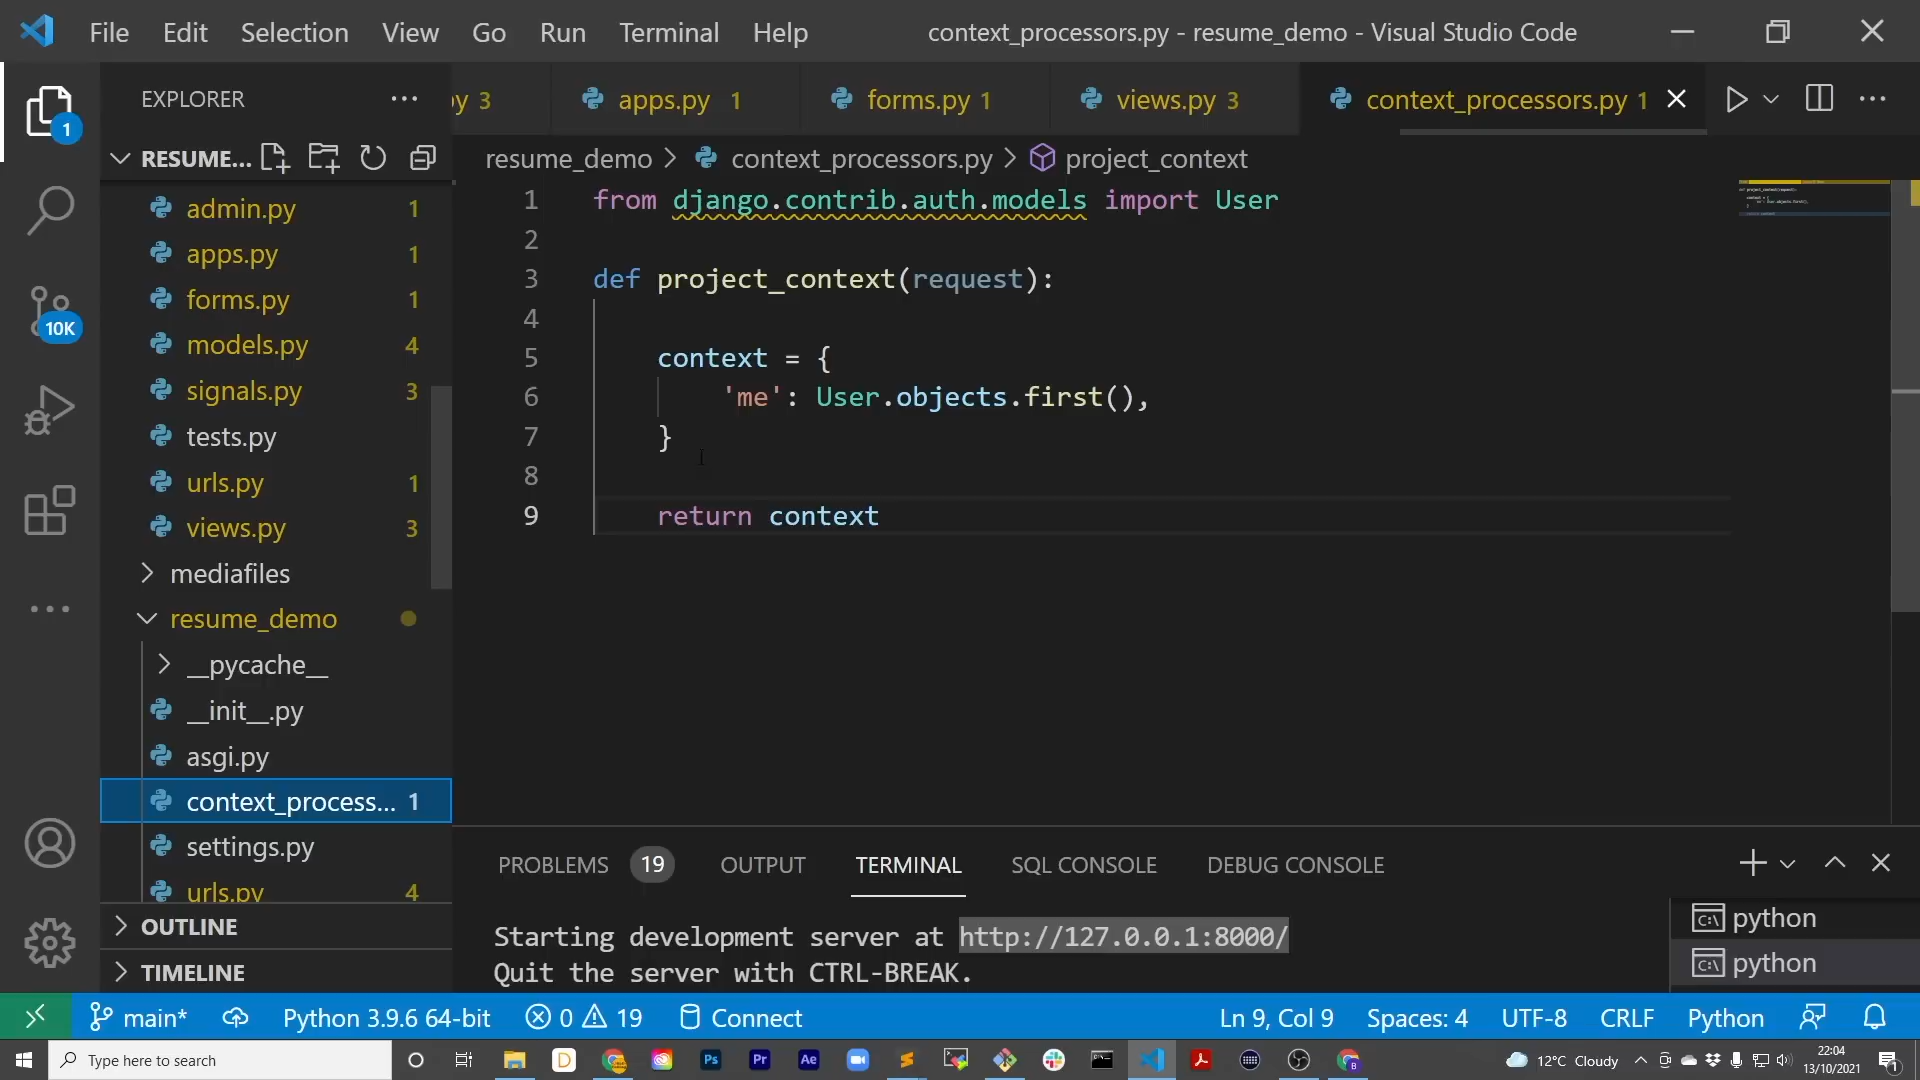 File Edit Selection View Go Run Terminal Help context_processors.py - resume_demo - Visual Studio Code
EXPLORER
py 3 apps.py 1 forms.py 1 views.py 3 context_processors.py 1
RESUME...
resume_demo > context_processors.py > project_context
admin.py 1
apps.py 1
forms.py 1
models.py 4
signals.py 3
tests.py
urls.py 1
views.py 3
mediafiles
resume_demo
__pycache__
__init__.py
asgi.py
context_process... 1
settings.py
urls.py 4
OUTLINE
TIMELINE
1
10K
1 from django.contrib.auth.models import User
2
3 def project_context(request):
4
5 context = {
6 'me': User.objects.first(),
7 }
8
9 return context
PROBLEMS 19 OUTPUT TERMINAL SQL CONSOLE DEBUG CONSOLE
Starting development server at http://127.0.0.1:8000/
Quit the server with CTRL-BREAK.
python
python
main* Python 3.9.6 64-bit 0 19 Connect Ln 9, Col 9 Spaces: 4 UTF-8 CRLF Python
Type here to search
D Ps Pr Ae
12°C Cloudy
22:04
13/10/2021
1